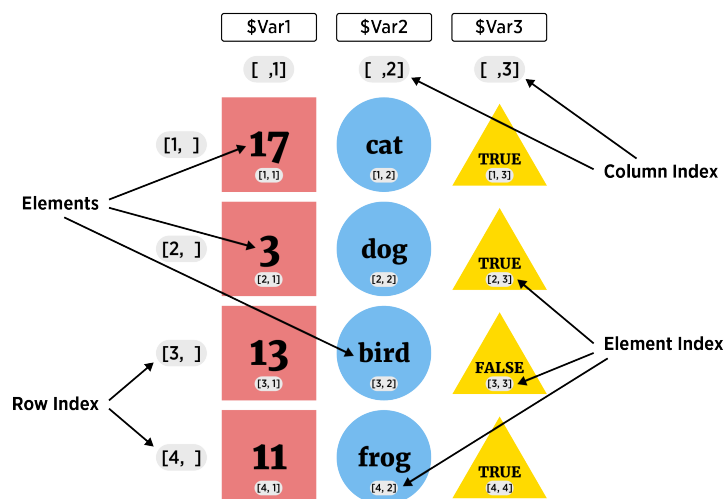 $Var1 $Var2 $Var3
[ ,1] [ ,2] [ ,3]
[1, ] 17 cat TRUE
[1, 1] [1, 2] [1, 3]
Column Index
Elements
[2, ] 3 dog TRUE
[2, 1] [2, 2] [2, 3]
Element Index
[3, ] 13 bird FALSE
[3, 1] [3, 2] [3, 3]
Row Index
[4, ] 11 frog TRUE
[4, 1] [4, 2] [4, 4]